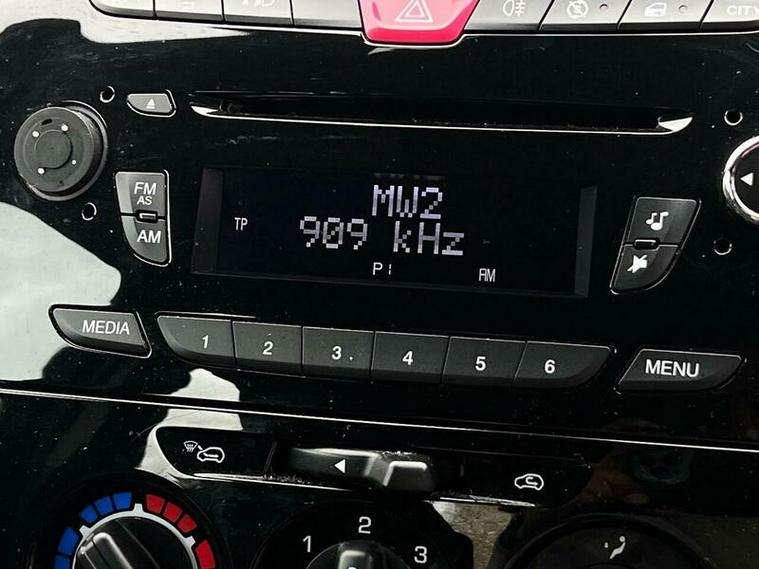 CITY
FM
AS
AM
MW2
TP
909 kHz
P1
AM
MEDIA
1
2
3
4
5
6
MENU
1
2
3